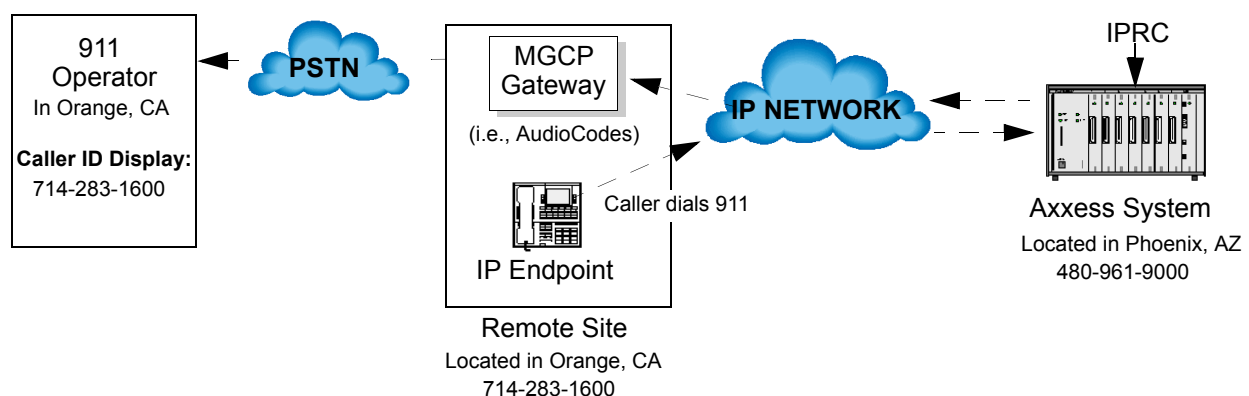 911
Operator
In Orange, CA
Caller ID Display:
714-283-1600
PSTN
MGCP
Gateway
(i.e., AudioCodes)
IP Endpoint
Remote Site
Located in Orange, CA
714-283-1600
Caller dials 911
IP NETWORK
IPRC
Axxess System
Located in Phoenix, AZ
480-961-9000